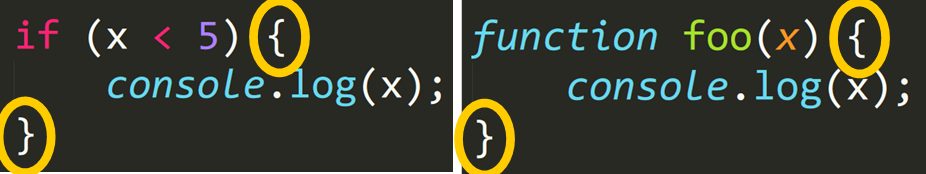 if (x < 5) {
console.log(x);
}
function foo(x) {
console.log(x);
}